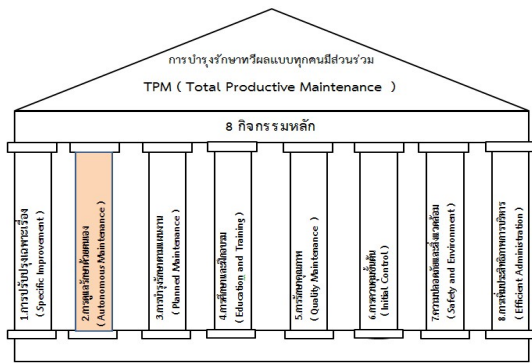 การบำรุงรักษาทวีผลแบบทุกคนมีส่วนร่วม
TPM ( Total Productive Maintenance )
8 กิจกรรมหลัก
1.การปรับปรุงเฉพาะเรื่อง
( Specific Improvement )
2.การดูแลรักษาด้วยตนเอง
( Autonomous Maintenance )
3.การบำรุงรักษาตามแผนงาน
( Planned Maintenance )
4.การศึกษาและฝึกอบรม
( Education and Training )
5.การรักษาคุณภาพ
( Quality Maintenance )
6.การควบคุมขั้นต้น
( Initial Control )
7.ความปลอดภัยและสิ่งแวดล้อม
( Safety and Environment )
8.การเพิ่มประสิทธิภาพการบริหาร
( Efficient Administration )